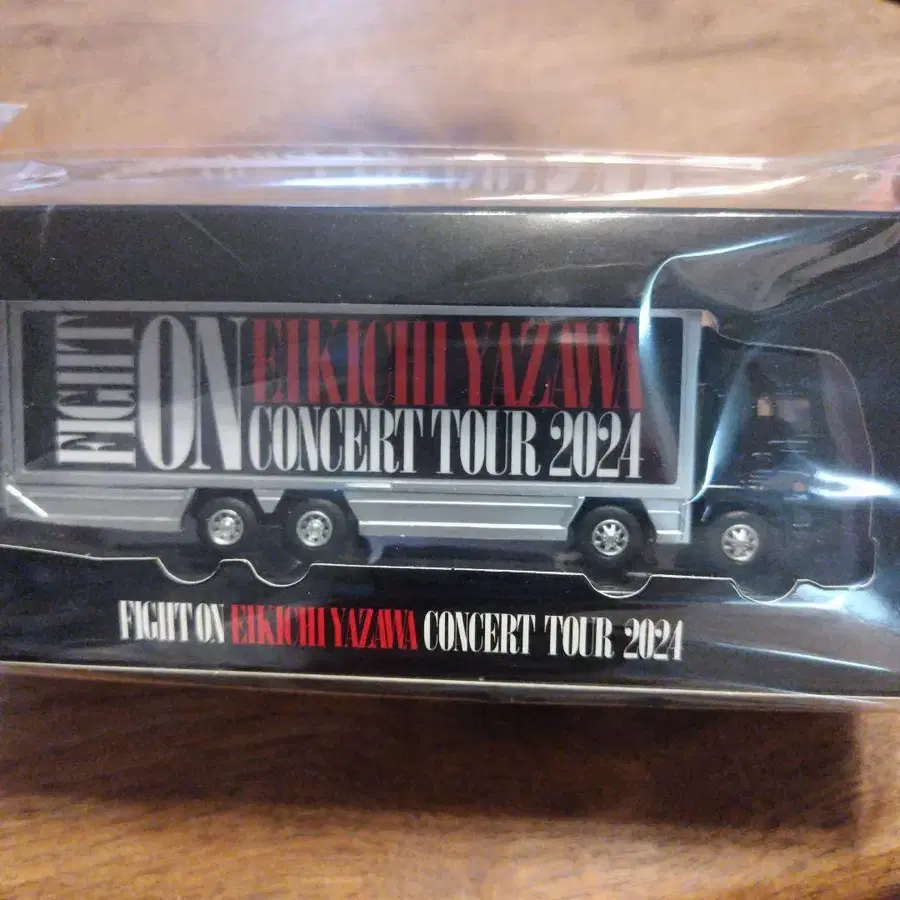 FIGHT
ON
EIKICHI YAZAWA
CONCERT TOUR 2024
FIGHT ON EIKICHI YAZAWA CONCERT TOUR 2024